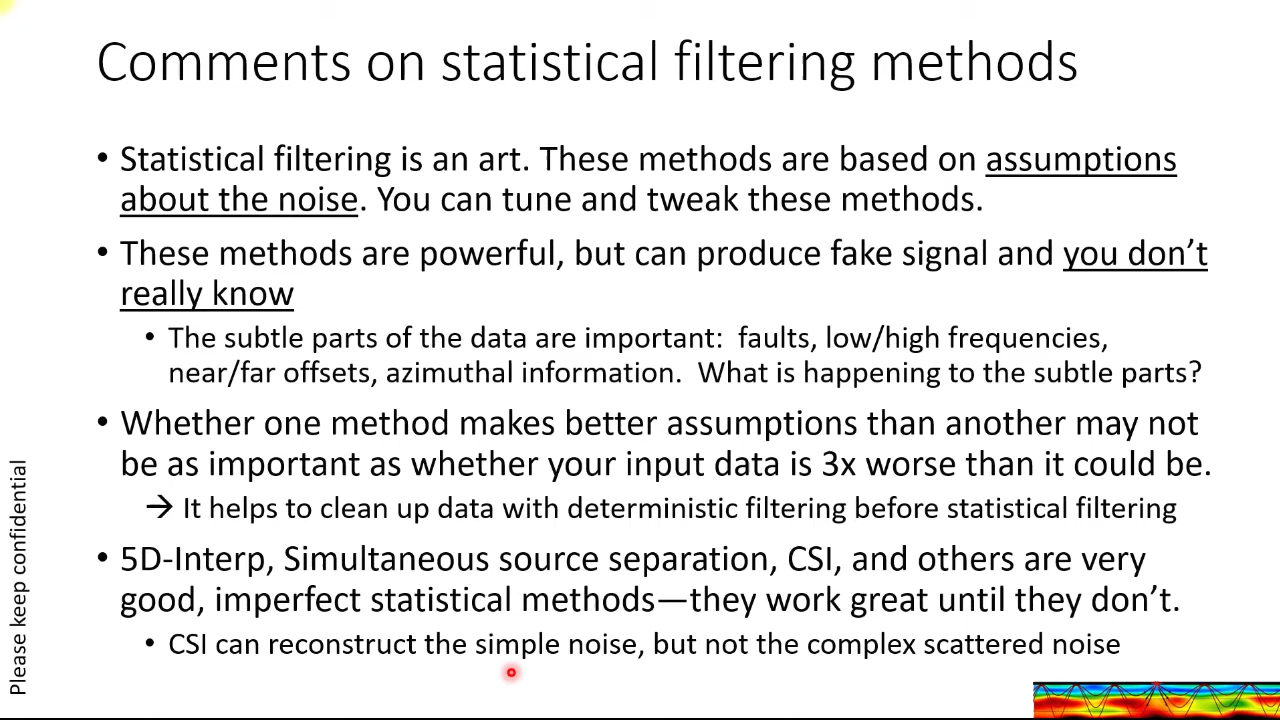 Comments on statistical filtering methods
• Statistical filtering is an art. These methods are based on assumptions
about the noise. You can tune and tweak these methods.
• These methods are powerful, but can produce fake signal and you don’t
really know
• The subtle parts of the data are important:  faults, low/high frequencies,
near/far offsets, azimuthal information.  What is happening to the subtle parts?
• Whether one method makes better assumptions than another may not
be as important as whether your input data is 3x worse than it could be.
→ It helps to clean up data with deterministic filtering before statistical filtering
• 5D-Interp, Simultaneous source separation, CSI, and others are very
good, imperfect statistical methods—they work great until they don’t.
• CSI can reconstruct the simple noise, but not the complex scattered noise
Please keep confidential